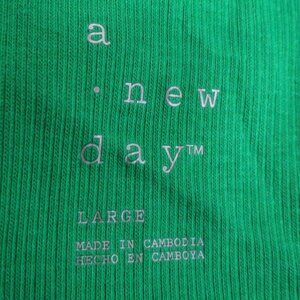 a
· new
day™
LARGE
MADE IN CAMBODIA
HECHO EN CAMBOYA